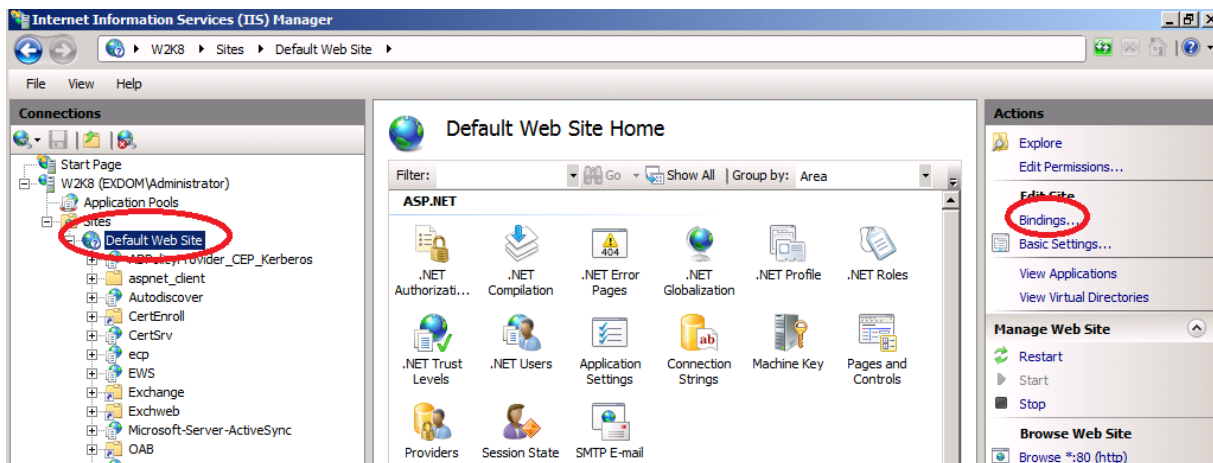 Internet Information Services (IIS) Manager
W2K8 Sites Default Web Site
File View Help
Connections
Start Page
W2K8 (EXDOM\Administrator)
Application Pools
Sites
Default Web Site
ADPolicyProvider_CEP_Kerberos
aspnet_client
Autodiscover
CertEnroll
CertSrv
ecp
EWS
Exchange
Exchweb
Microsoft-Server-ActiveSync
OAB
Default Web Site Home
Filter: Go Show All Group by: Area
ASP.NET
.NET Authorizati...
.NET Compilation
404
.NET Error Pages
.NET Globalization
.NET Profile
.NET Roles
.NET Trust Levels
.NET Users
Application Settings
ab
Connection Strings
Machine Key
Pages and Controls
Providers
Session State
SMTP E-mail
Actions
Explore
Edit Permissions...
Edit Site
Bindings...
Basic Settings...
View Applications
View Virtual Directories
Manage Web Site
Restart
Start
Stop
Browse Web Site
Browse *:80 (http)